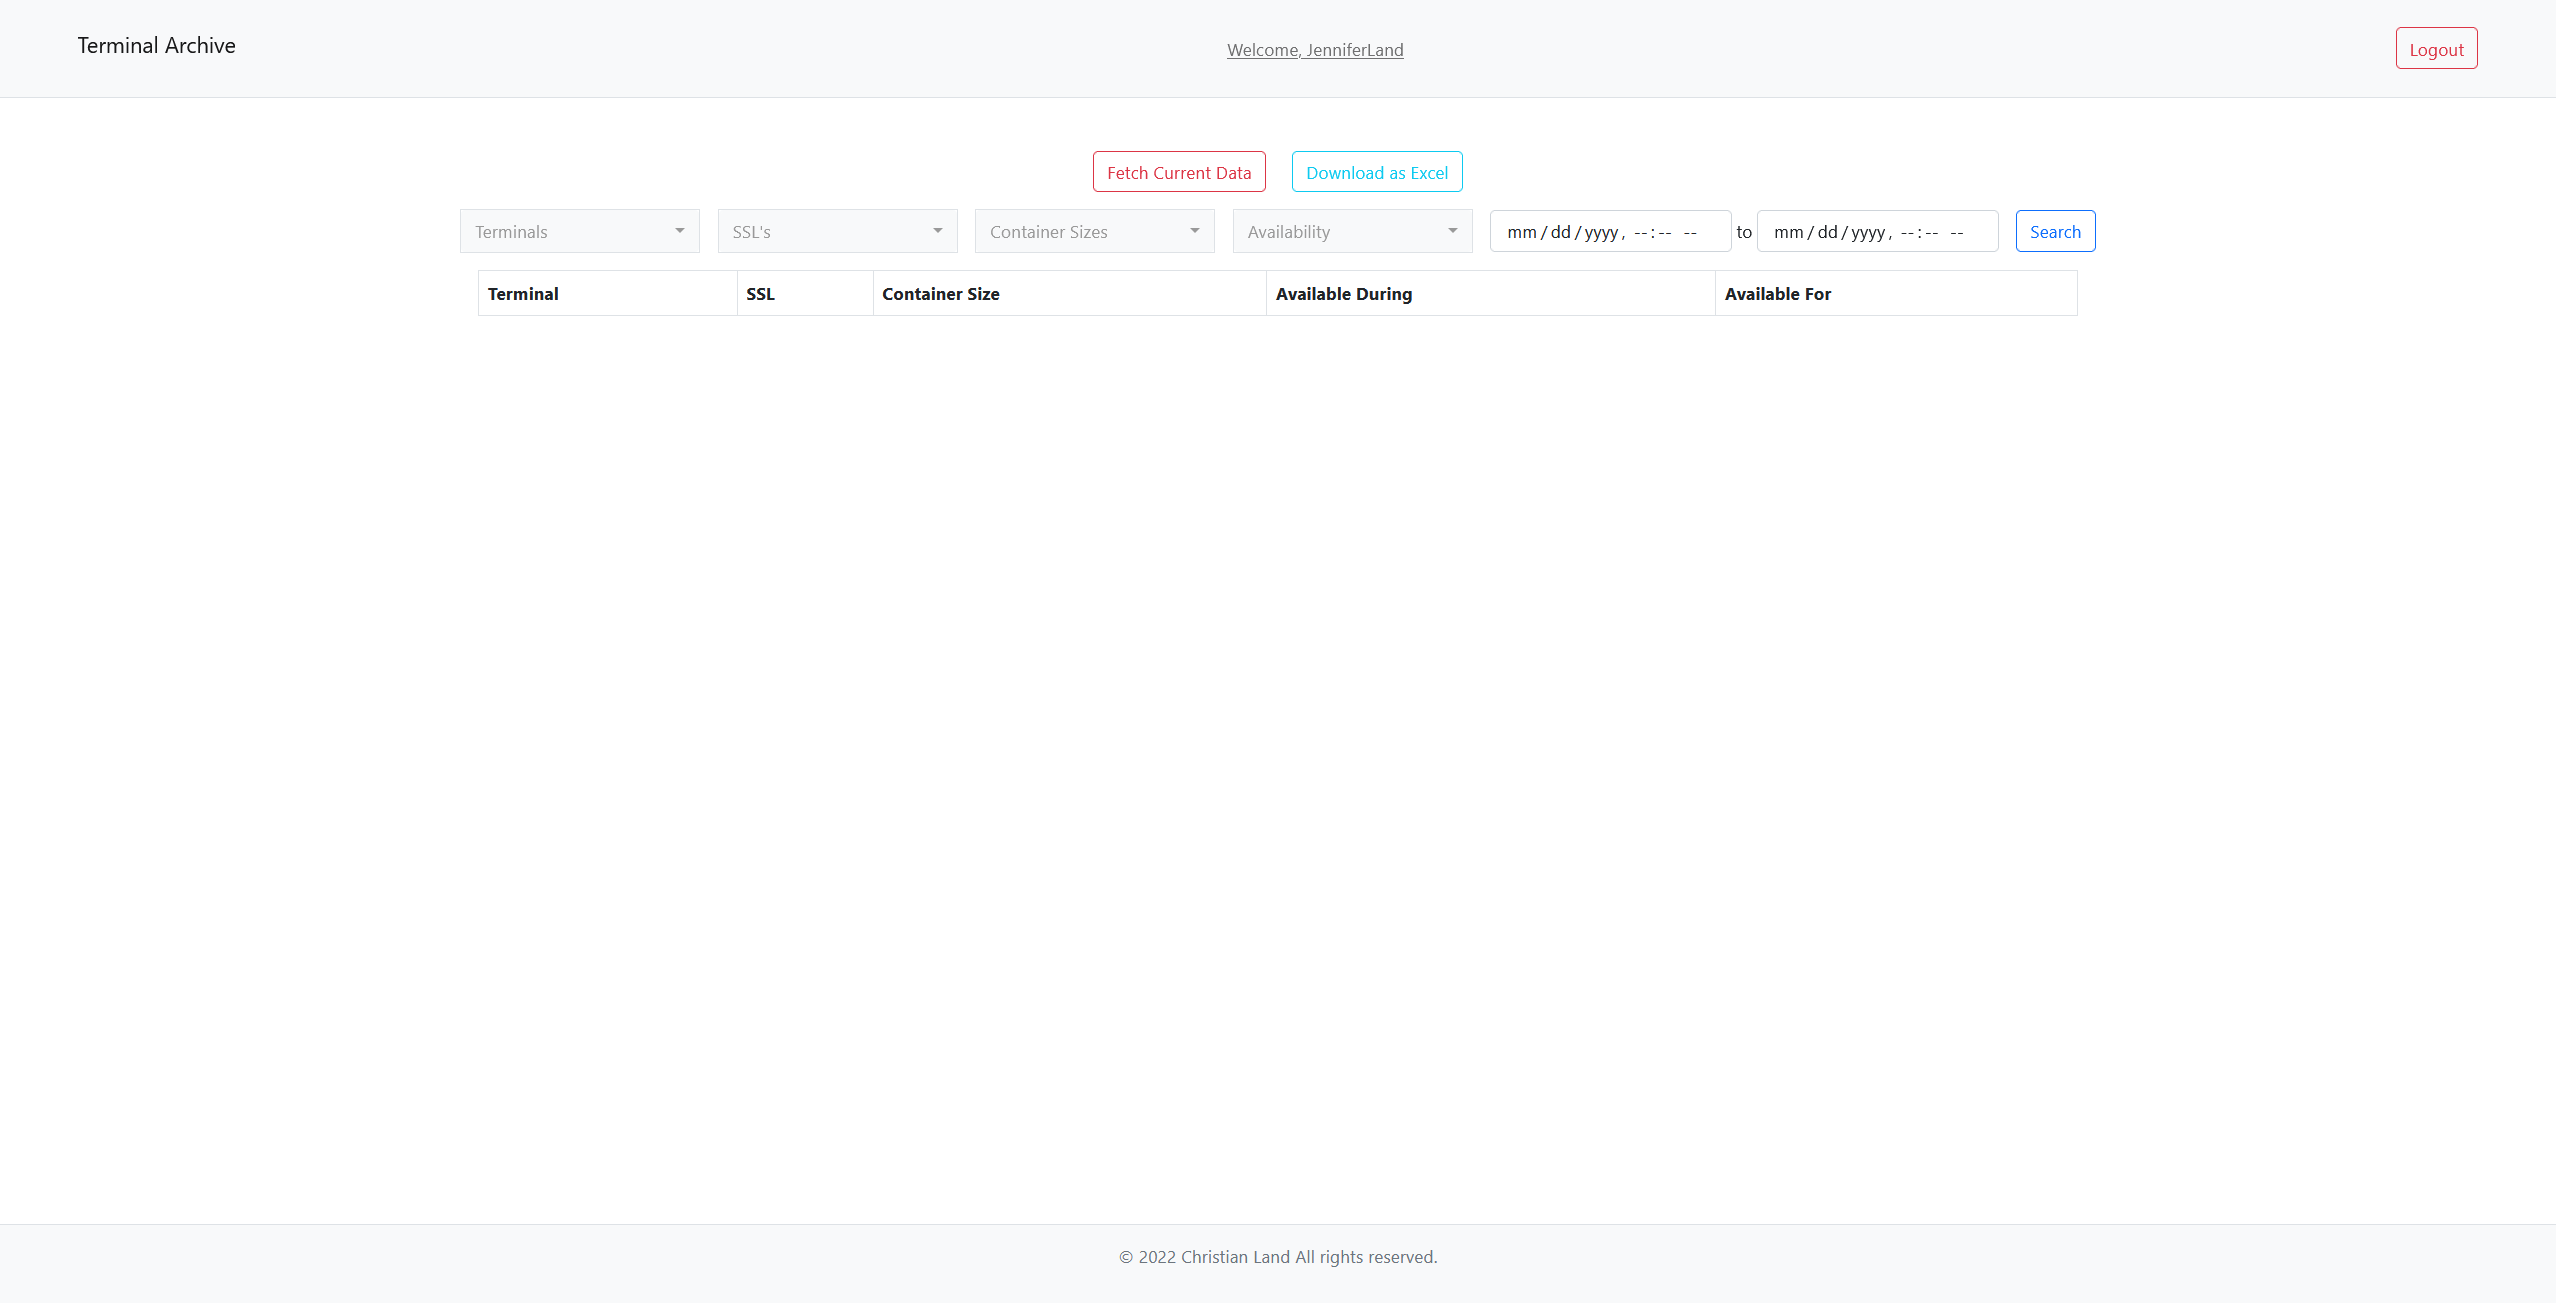 Terminal Archive
Welcome, JenniferLand
Logout
Fetch Current Data
Download as Excel
Terminals
SSL's
Container Sizes
Availability
mm/dd/yyyy, --:-- --
to
mm/dd/yyyy, --:-- --
Search
Terminal
SSL
Container Size
Available During
Available For
© 2022 Christian Land All rights reserved.